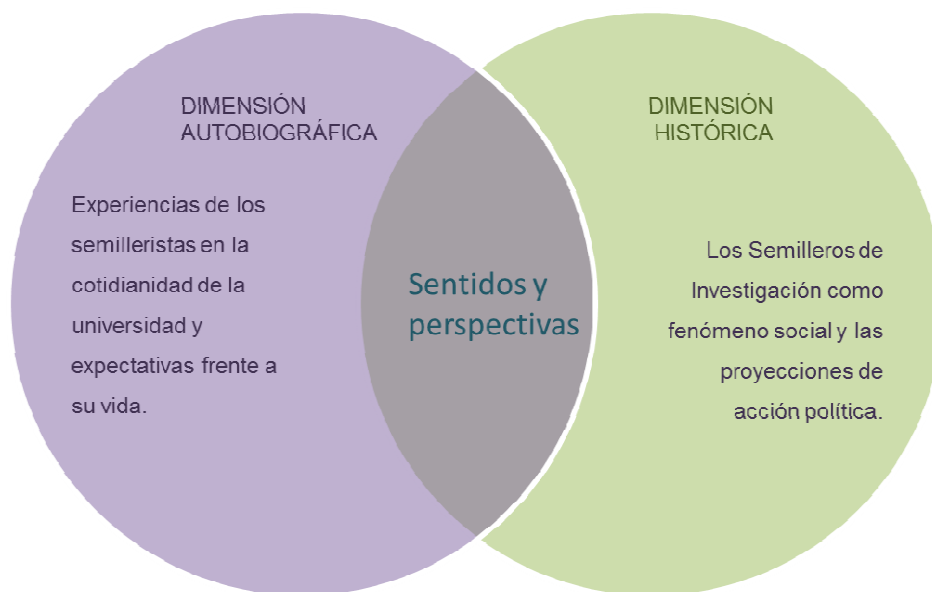 DIMENSIÓN
AUTOBIOGRÁFICA
Experiencias de los
semilleristas en la
cotidianidad de la
universidad y
expectativas frente a
su vida.
Sentidos y
perspectivas
DIMENSIÓN
HISTÓRICA
Los Semilleros de
Investigación como
fenómeno social y las
proyecciones de
acción política.